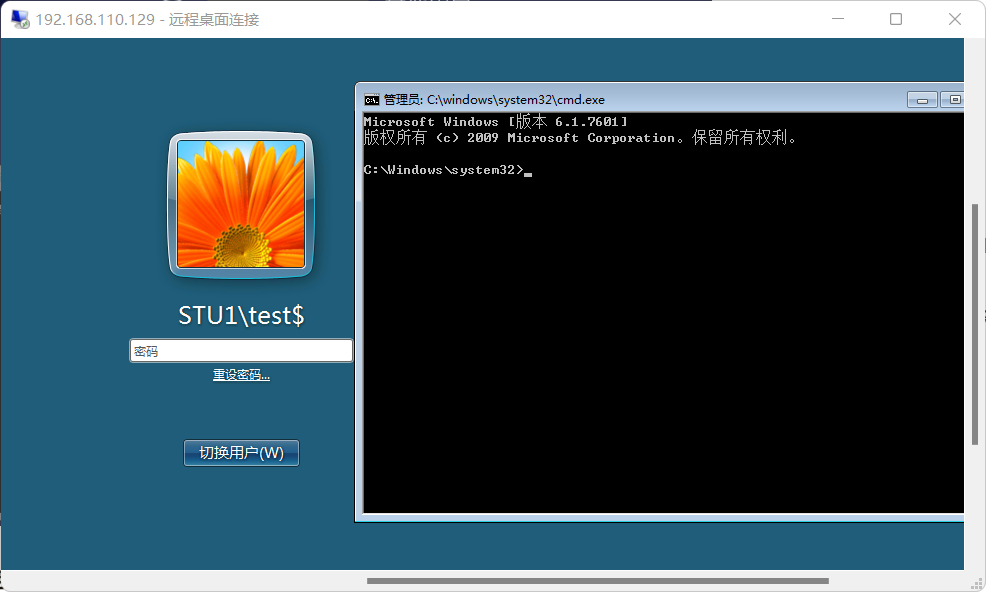 192.168.110.129 - 远程桌面连接
管理员: C:\windows\system32\cmd.exe
Microsoft Windows [版本 6.1.7601]
版权所有 (c) 2009 Microsoft Corporation。保留所有权利。
C:\Windows\system32>
STU1\test$
密码
重设密码...
切换用户(W)